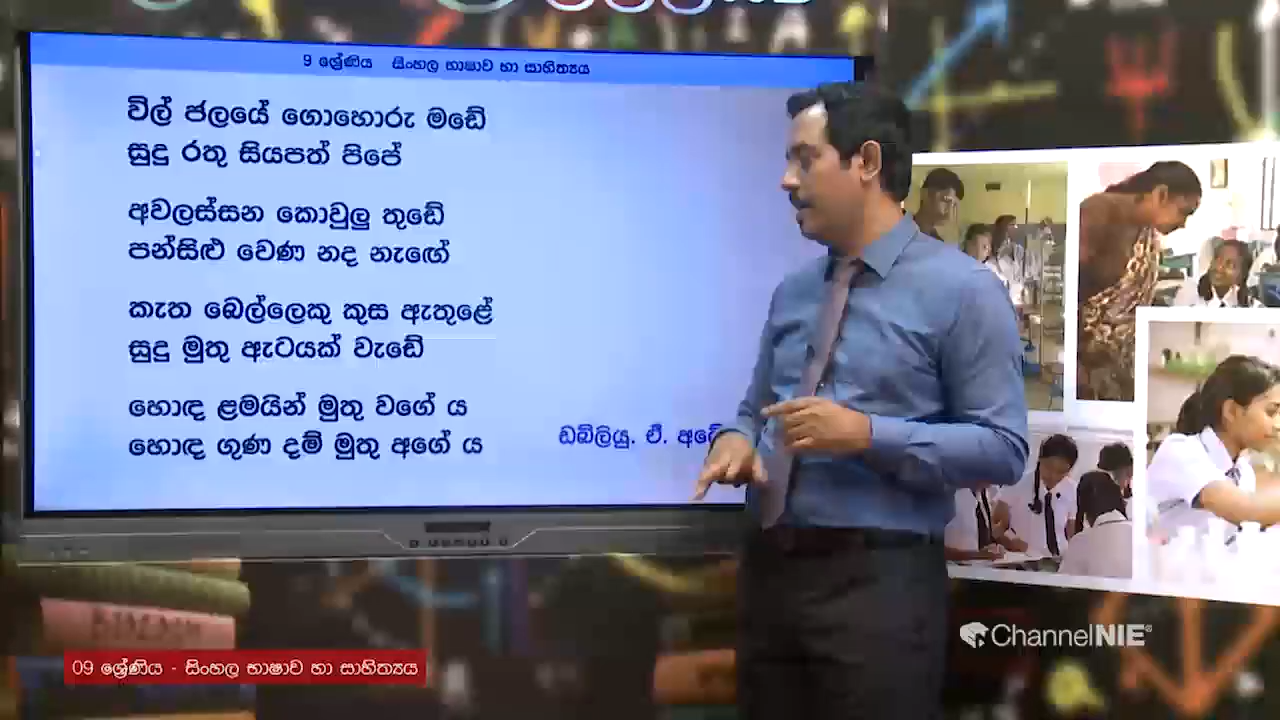 9 ශ්‍රේණිය සිංහල භාෂාව හා සාහිත්‍යය
විල් ජලයේ ගොහොරු මඩේ
සුදු රතු සියපත් පිපේ
අවලස්සන කොවුලු තුඩේ
පන්සිළු වෙණ නද නැඟේ
කැත බෙල්ලෙකු කුස ඇතුළේ
සුදු මුතු ඇටයක් වැඩේ
හොඳ ළමයින් මුතු වගේ ය
හොඳ ගුණ දම් මුතු අගේ ය
ඩබ්ලියු. ඒ.
ChannelNIE
09 ශ්‍රේණිය - සිංහල භාෂාව හා සාහිත්‍යය